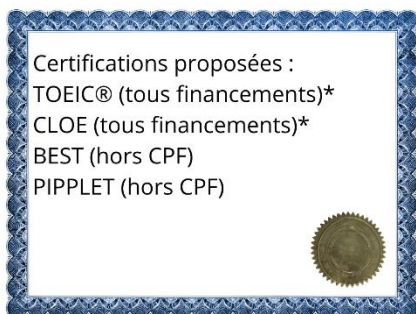 Certifications proposées :
TOEIC® (tous financements)*
CLOE (tous financements)*
BEST (hors CPF)
PIPPLET (hors CPF)